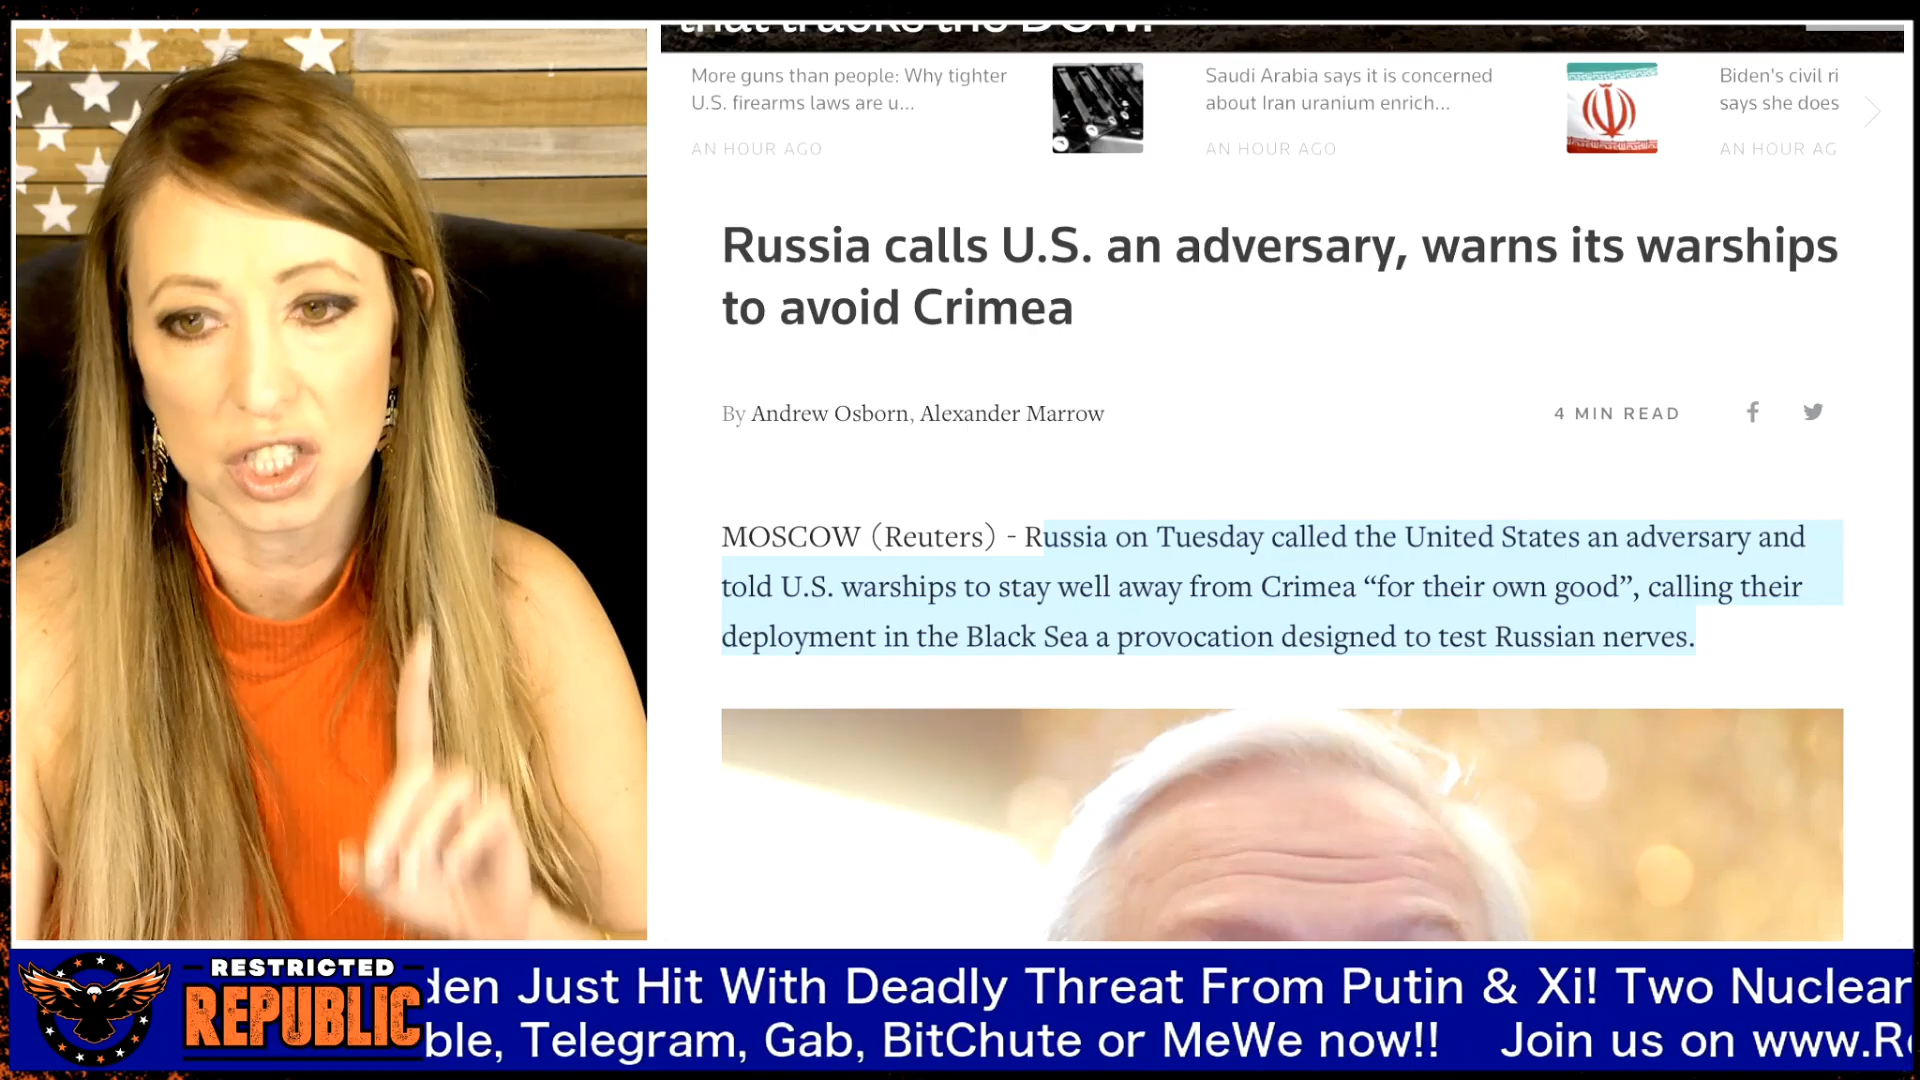 that tracks the DOW!
More guns than people: Why tighter
U.S. firearms laws are u...
AN HOUR AGO
Saudi Arabia says it is concerned
about Iran uranium enrich...
AN HOUR AGO
Biden's civil ri
says she does
AN HOUR AG
Russia calls U.S. an adversary, warns its warships
to avoid Crimea
By Andrew Osborn, Alexander Marrow
4 MIN READ
MOSCOW (Reuters) - Russia on Tuesday called the United States an adversary and
told U.S. warships to stay well away from Crimea “for their own good”, calling their
deployment in the Black Sea a provocation designed to test Russian nerves.
RESTRICTED
REPUBLIC
den Just Hit With Deadly Threat From Putin & Xi! Two Nuclear
ble, Telegram, Gab, BitChute or MeWe now!! Join us on www.Re